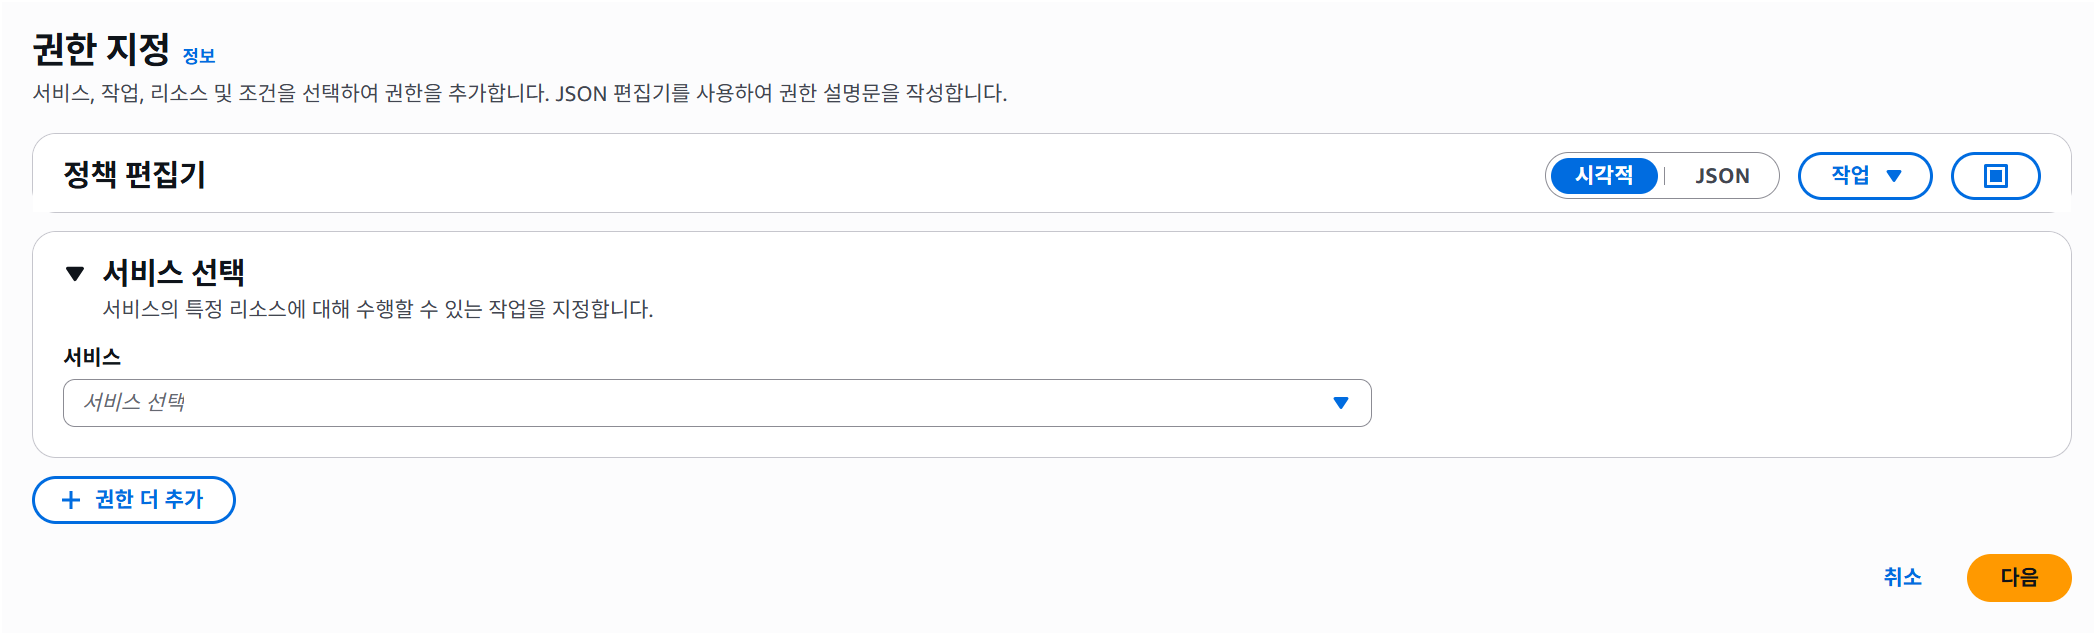 권한 지정 정보
서비스, 작업, 리소스 및 조건을 선택하여 권한을 추가합니다. JSON 편집기를 사용하여 권한 설명문을 작성합니다.
정책 편집기
시각적 JSON 작업
서비스 선택
서비스의 특정 리소스에 대해 수행할 수 있는 작업을 지정합니다.
서비스
서비스 선택
+ 권한 더 추가
취소 다음